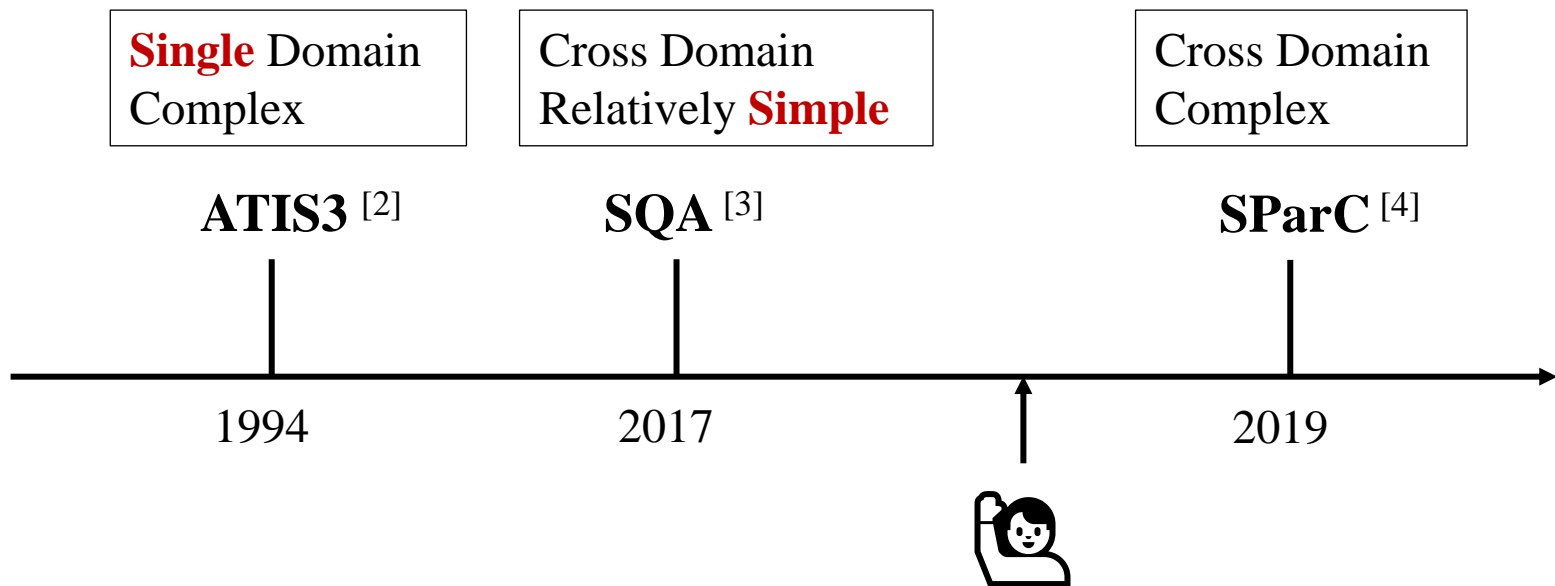 Single Domain
Complex
Cross Domain
Relatively Simple
Cross Domain
Complex
ATIS3 [2]
SQA [3]
SParC [4]
1994
2017
2019